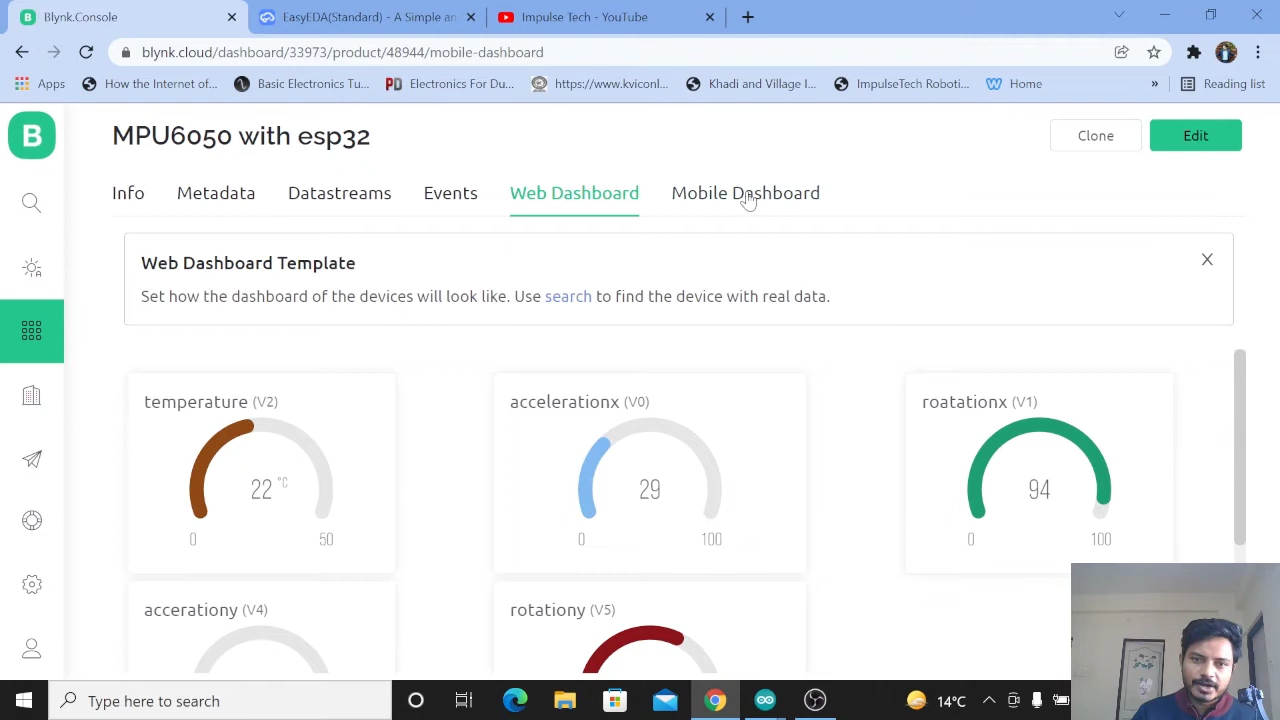 Blynk.Console
EasyEDA(Standard) - A Simple an
Impulse Tech - YouTube
blynk.cloud/dashboard/33973/product/48944/mobile-dashboard
Apps
How the Internet of...
Basic Electronics Tu...
PD
Electronics For Du...
https://www.kviconl...
Khadi and Village I...
ImpulseTech Roboti...
Home
»
Reading list
B
MPU6050 with esp32
Clone
Edit
Info
Metadata
Datastreams
Events
Web Dashboard
Mobile Dashboard
Web Dashboard Template
Set how the dashboard of the devices will look like. Use search to find the device with real data.
temperature (V2)
22 °C
0
50
accelerationx (V0)
29
0
100
roatationx (V1)
94
0
100
accerationy (V4)
rotationy (V5)
Type here to search
14°C